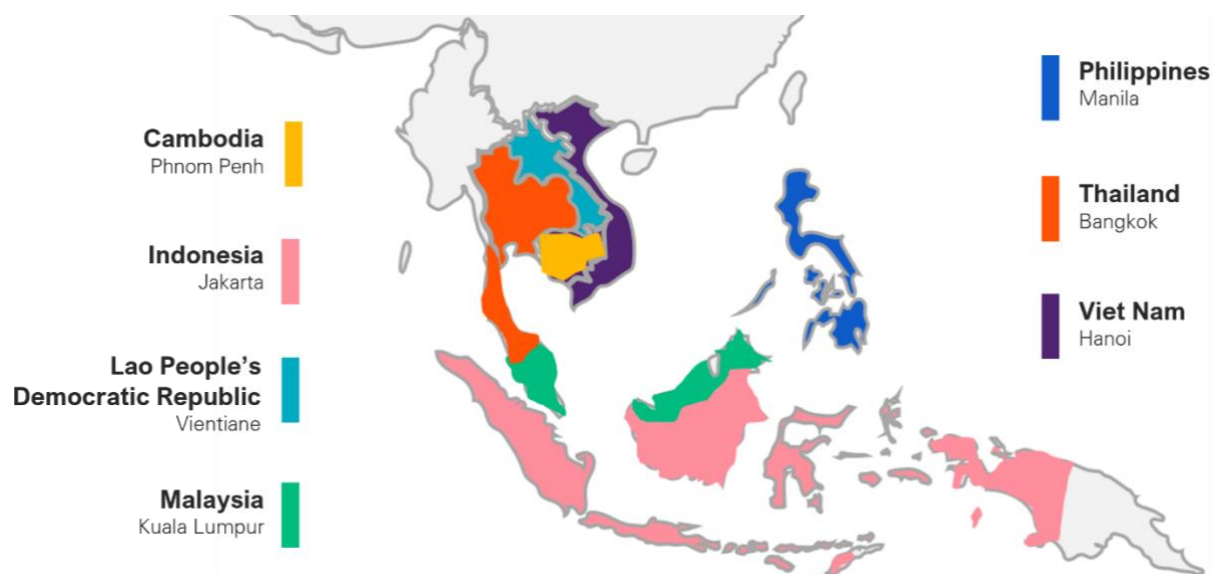 Cambodia
Phnom Penh
Indonesia
Jakarta
Lao People's
Democratic Republic
Vientiane
Malaysia
Kuala Lumpur
Philippines
Manila
Thailand
Bangkok
Viet Nam
Hanoi